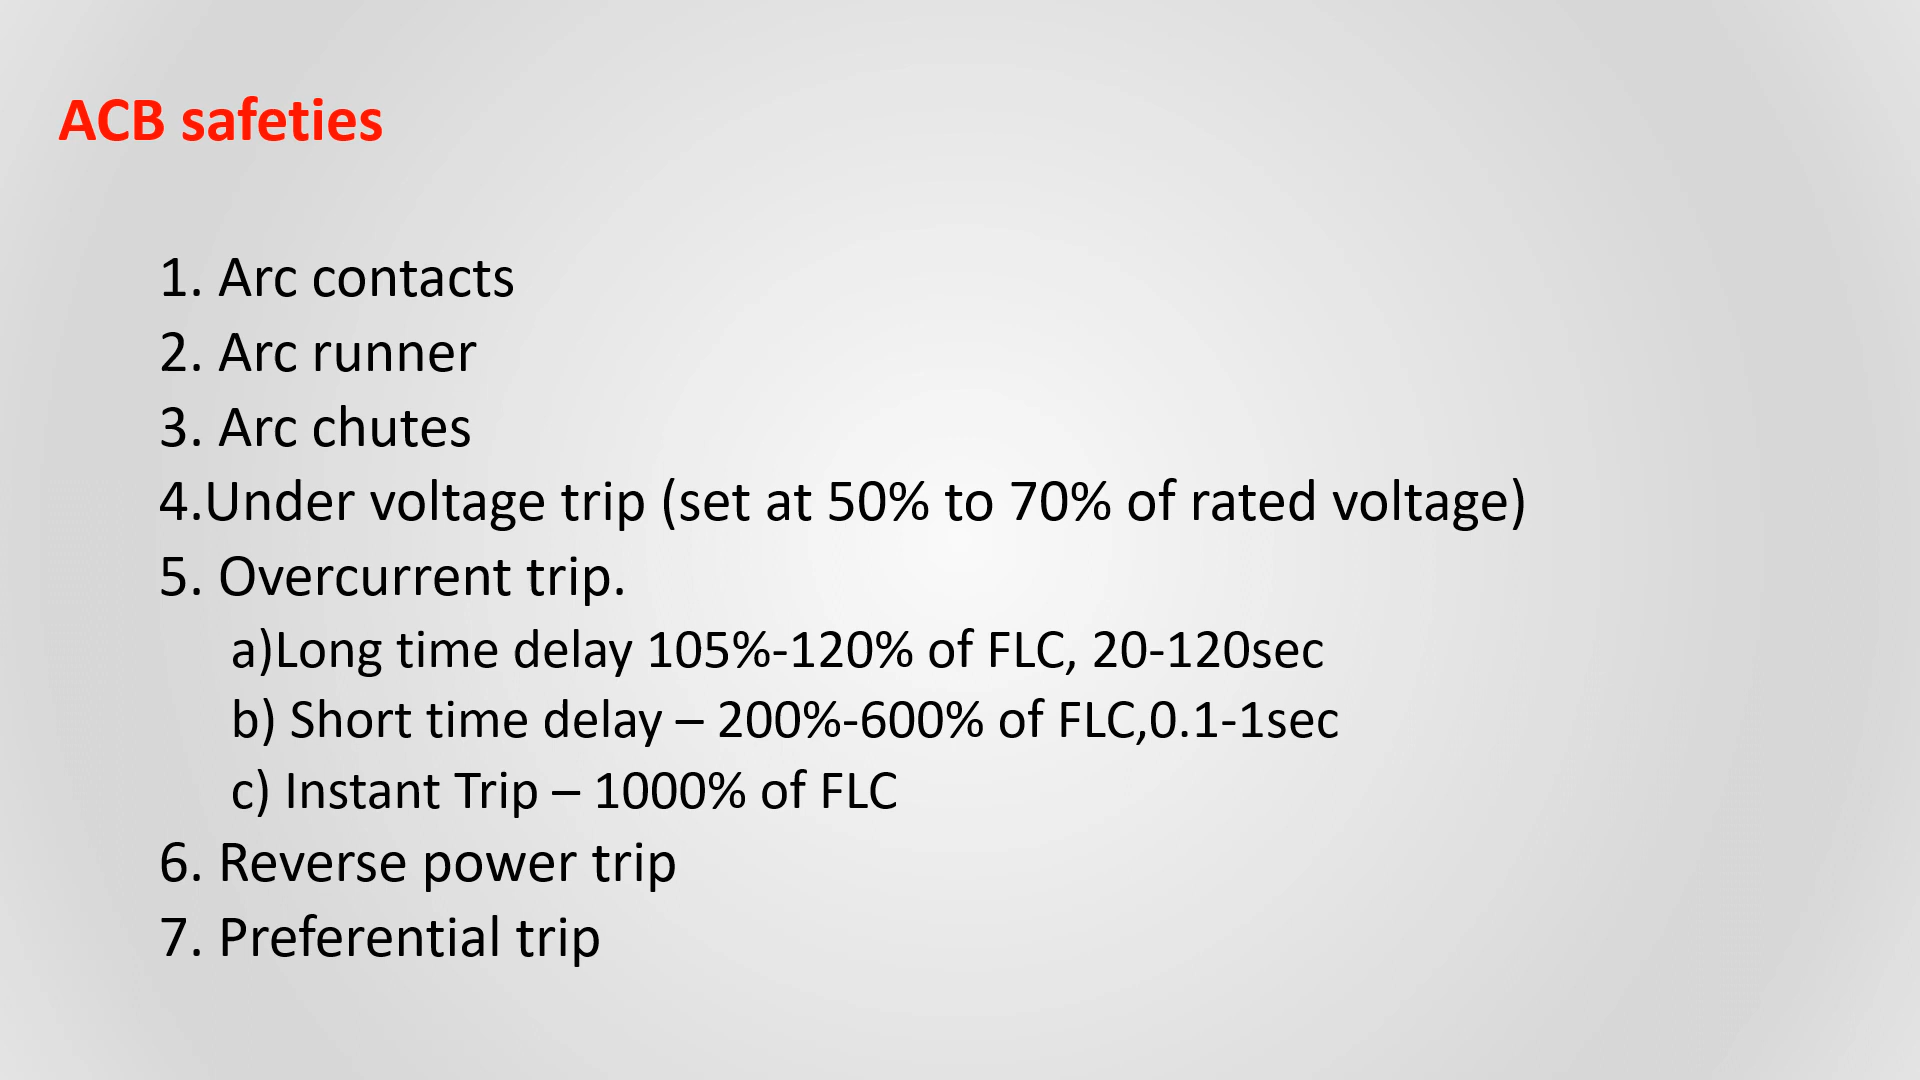 ACB safeties
1. Arc contacts
2. Arc runner
3. Arc chutes
4.Under voltage trip (set at 50% to 70% of rated voltage)
5. Overcurrent trip.
a)Long time delay 105%-120% of FLC, 20-120sec
b) Short time delay – 200%-600% of FLC,0.1-1sec
c) Instant Trip – 1000% of FLC
6. Reverse power trip
7. Preferential trip